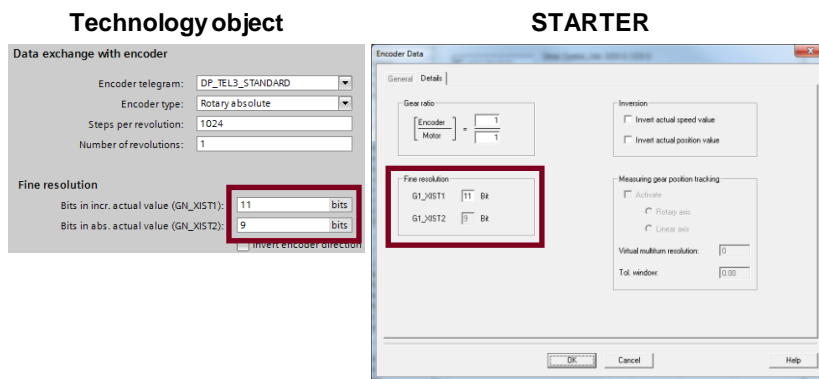 Technology object
STARTER
Data exchange with encoder
Encoder telegram: DP_TEL3_STANDARD
Encoder type: Rotary absolute
Steps per revolution: 1024
Number of revolutions: 1
Fine resolution
Bits in incr. actual value (GN_XIST1): 11 bits
Bits in abs. actual value (GN_XIST2): 9 bits
Invert encoder direction
Encoder Data
General Details
Gear ratio
Encoder
Motor
= 1
1
Inversion
Invert actual speed value
Invert actual position value
Fine resolution
G1_XIST1 11 Bit
G1_XIST2 9 Bit
Measuring gear position tracking
Activate
Rotary axis
Linear axis
Virtual multiturn resolution: 0
Tol. window: 0.00
OK Cancel Help